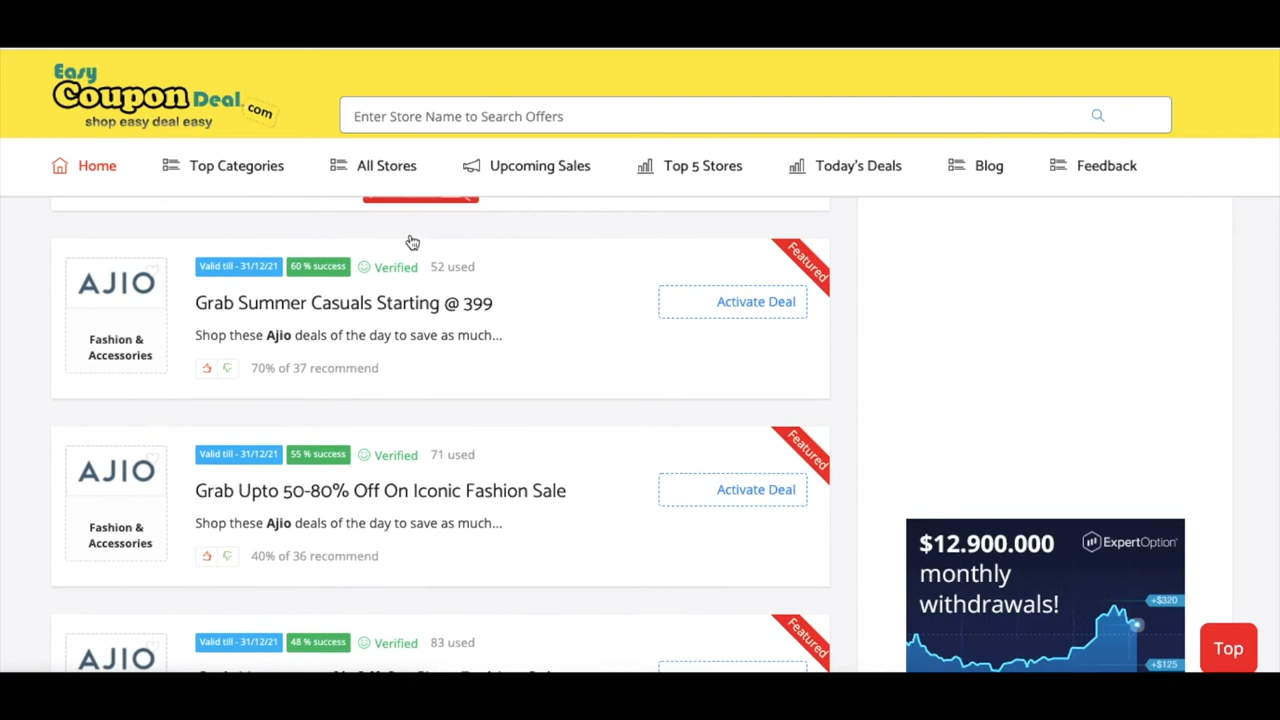 Easy
Coupon Deal.com
shop easy deal easy
Enter Store Name to Search Offers
Home
Top Categories
All Stores
Upcoming Sales
Top 5 Stores
Today's Deals
Blog
Feedback
AJIO
Fashion &
Accessories
Valid till - 31/12/21
60 % success
Verified
52 used
Grab Summer Casuals Starting @ 399
Shop these Ajio deals of the day to save as much...
70% of 37 recommend
Activate Deal
Featured
AJIO
Fashion &
Accessories
Valid till - 31/12/21
55 % success
Verified
71 used
Grab Upto 50-80% Off On Iconic Fashion Sale
Shop these Ajio deals of the day to save as much...
40% of 36 recommend
Activate Deal
Featured
AJIO
Valid till - 31/12/21
48 % success
Verified
83 used
Featured
$12.900.000
monthly
withdrawals!
ExpertOption
+$320
+$125
Top